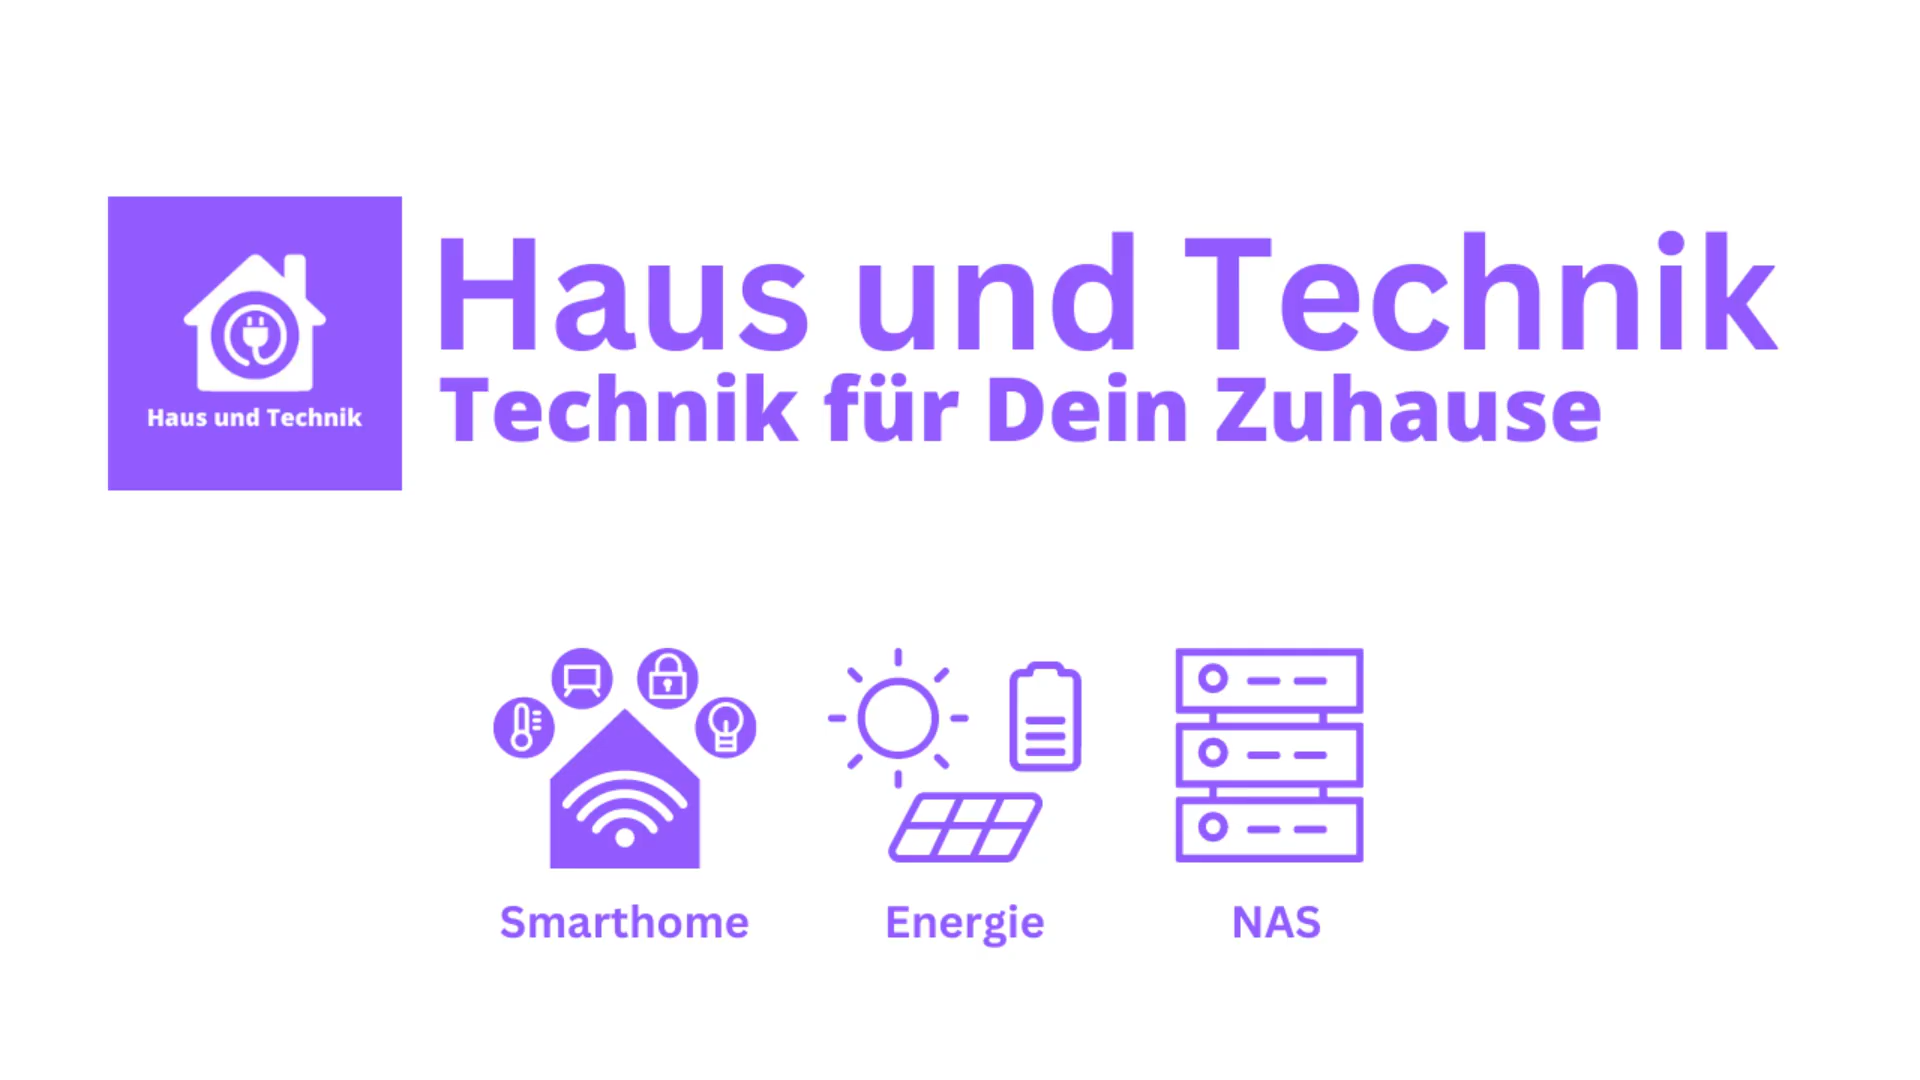 Haus und Technik
Haus und Technik
Technik für Dein Zuhause
Smarthome
Energie
NAS